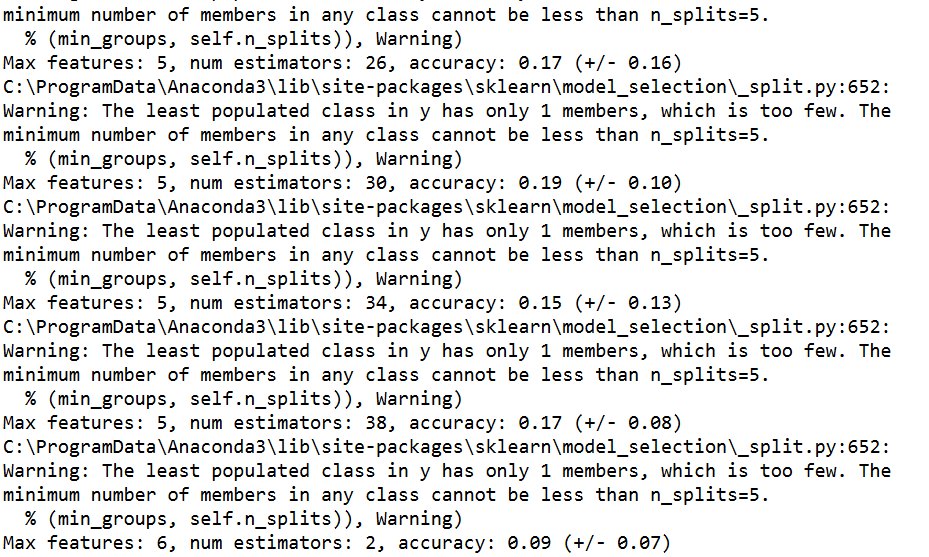 minimum number of members in any class cannot be less than n_splits=5.
  % (min_groups, self.n_splits)), Warning)
Max features: 5, num estimators: 26, accuracy: 0.17 (+/- 0.16)
C:\ProgramData\Anaconda3\lib\site-packages\sklearn\model_selection\_split.py:652:
Warning: The least populated class in y has only 1 members, which is too few. The
minimum number of members in any class cannot be less than n_splits=5.
  % (min_groups, self.n_splits)), Warning)
Max features: 5, num estimators: 30, accuracy: 0.19 (+/- 0.10)
C:\ProgramData\Anaconda3\lib\site-packages\sklearn\model_selection\_split.py:652:
Warning: The least populated class in y has only 1 members, which is too few. The
minimum number of members in any class cannot be less than n_splits=5.
  % (min_groups, self.n_splits)), Warning)
Max features: 5, num estimators: 34, accuracy: 0.15 (+/- 0.13)
C:\ProgramData\Anaconda3\lib\site-packages\sklearn\model_selection\_split.py:652:
Warning: The least populated class in y has only 1 members, which is too few. The
minimum number of members in any class cannot be less than n_splits=5.
  % (min_groups, self.n_splits)), Warning)
Max features: 5, num estimators: 38, accuracy: 0.17 (+/- 0.08)
C:\ProgramData\Anaconda3\lib\site-packages\sklearn\model_selection\_split.py:652:
Warning: The least populated class in y has only 1 members, which is too few. The
minimum number of members in any class cannot be less than n_splits=5.
  % (min_groups, self.n_splits)), Warning)
Max features: 6, num estimators: 2, accuracy: 0.09 (+/- 0.07)